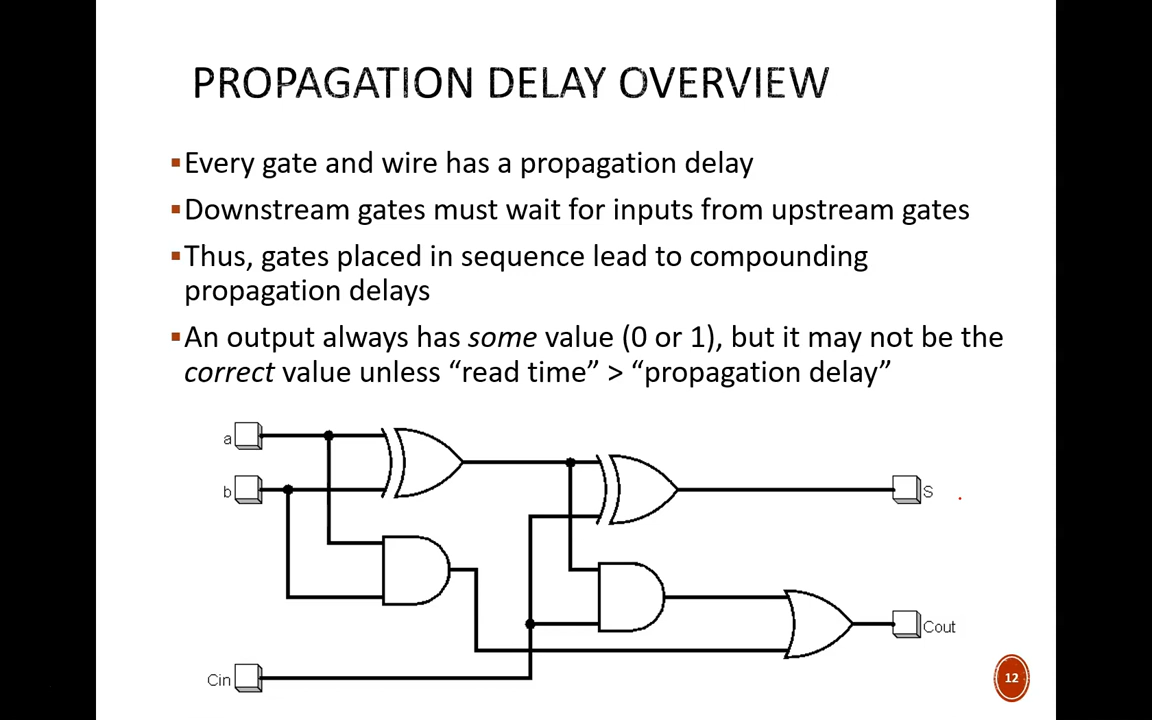 PROPAGATION DELAY OVERVIEW
▪Every gate and wire has a propagation delay
▪Downstream gates must wait for inputs from upstream gates
▪Thus, gates placed in sequence lead to compounding
propagation delays
▪An output always has some value (0 or 1), but it may not be the
correct value unless “read time” > “propagation delay”
a
b
S
Cout
Cin
12